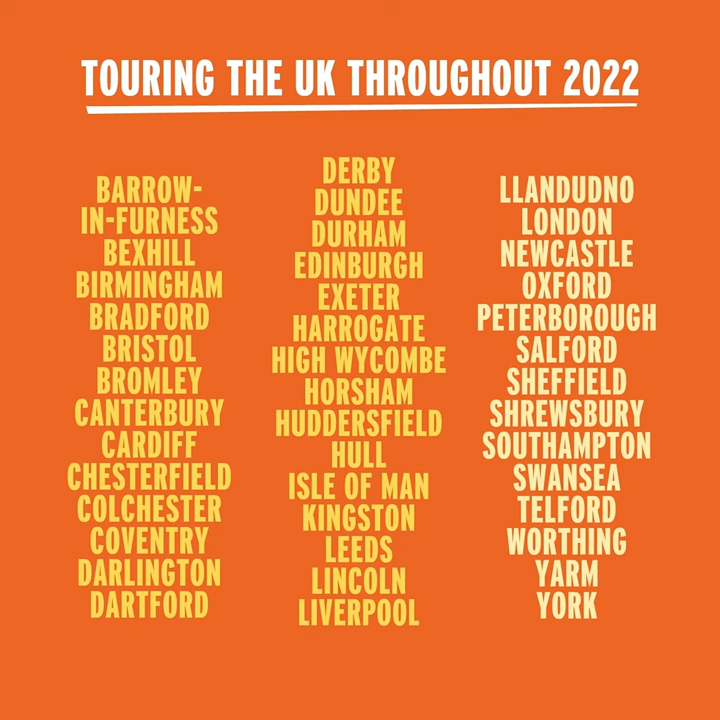 TOURING THE UK THROUGHOUT 2022
BARROW-
IN-FURNESS
BEXHILL
BIRMINGHAM
BRADFORD
BRISTOL
BROMLEY
CANTERBURY
CARDIFF
CHESTERFIELD
COLCHESTER
COVENTRY
DARLINGTON
DARTFORD
DERBY
DUNDEE
DURHAM
EDINBURGH
EXETER
HARROGATE
HIGH WYCOMBE
HORSHAM
HUDDERSFIELD
HULL
ISLE OF MAN
KINGSTON
LEEDS
LINCOLN
LIVERPOOL
LLANDUDNO
LONDON
NEWCASTLE
OXFORD
PETERBOROUGH
SALFORD
SHEFFIELD
SHREWSBURY
SOUTHAMPTON
SWANSEA
TELFORD
WORTHING
YARM
YORK